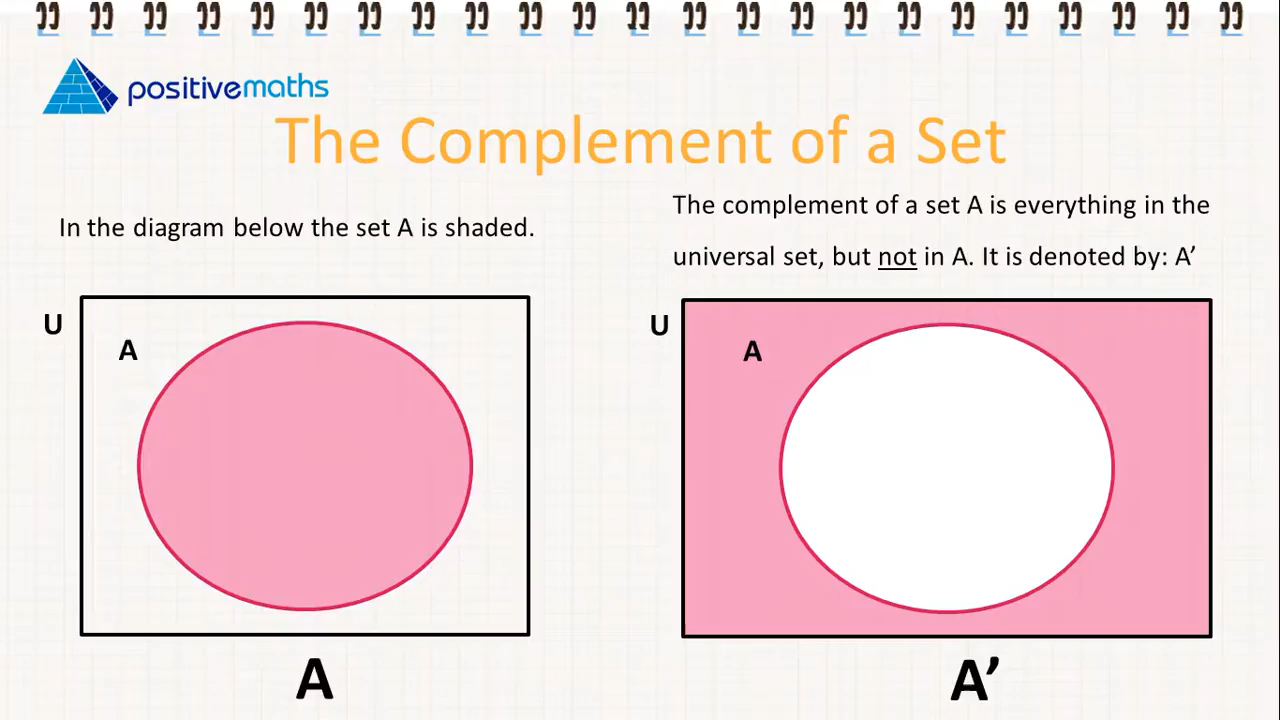 positivemaths
The Complement of a Set
In the diagram below the set A is shaded.
The complement of a set A is everything in the
universal set, but not in A. It is denoted by: A’
U
A
U
A
A
A’